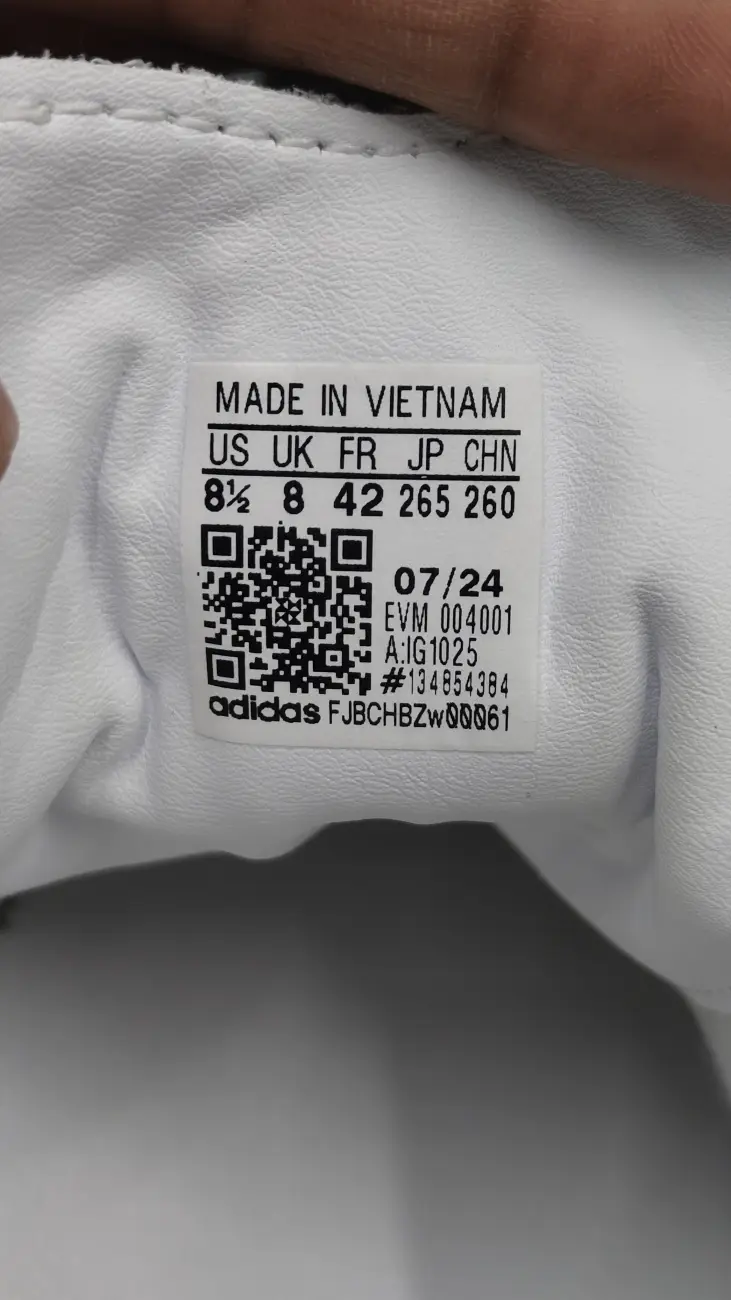 MADE IN VIETNAM
US UK FR JP CHN
8½ 8 42 265 260
07/24
EVM 004001
A:IG1025
#134854384
adidas FJBCHBZw00061